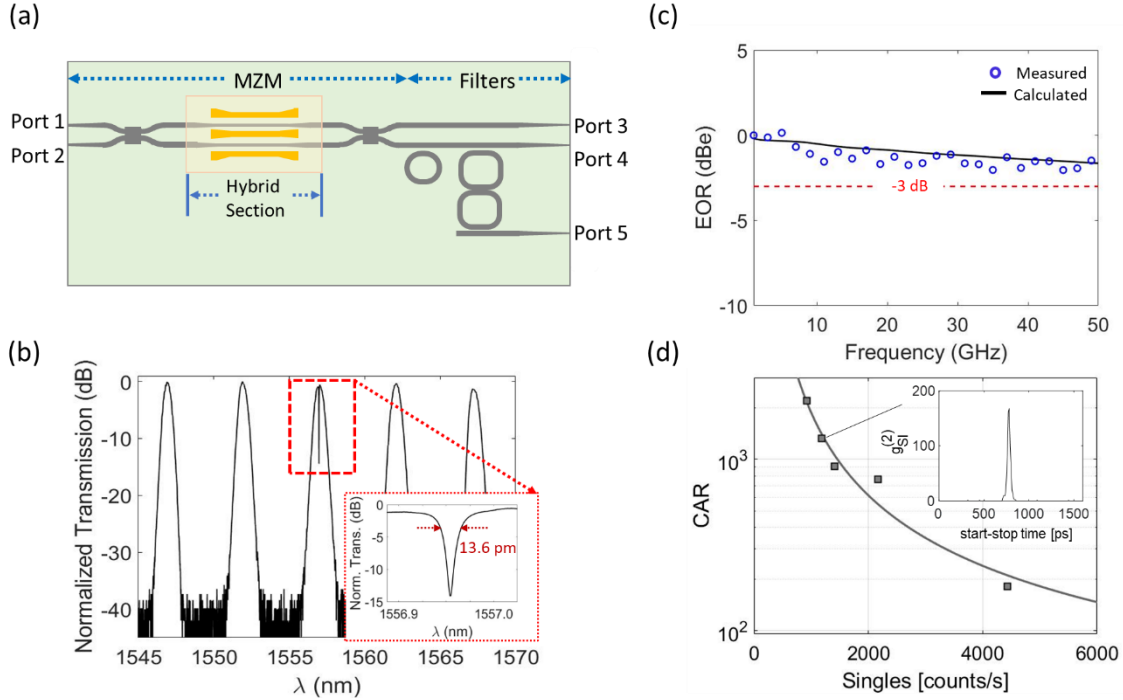 (a)
MZM
Filters
Port 1
Port 2
Port 3
Port 4
Port 5
Hybrid
Section
(b)
Normalized Transmission (dB)
0
-10
-20
-30
-40
1545
1550
1555
1560
1565
1570
λ (nm)
Norm. Trans. (dB)
0
-5
-10
-15
13.6 pm
1556.9
1557.0
λ (nm)
(c)
EOR (dBe)
5
0
-5
-10
Measured
Calculated
-3 dB
10
20
30
40
50
Frequency (GHz)
(d)
CAR
10³
10²
0
2000
4000
6000
Singles [counts/s]
g⁽²⁾SI
200
100
0
0
500
1000
1500
start-stop time [ps]